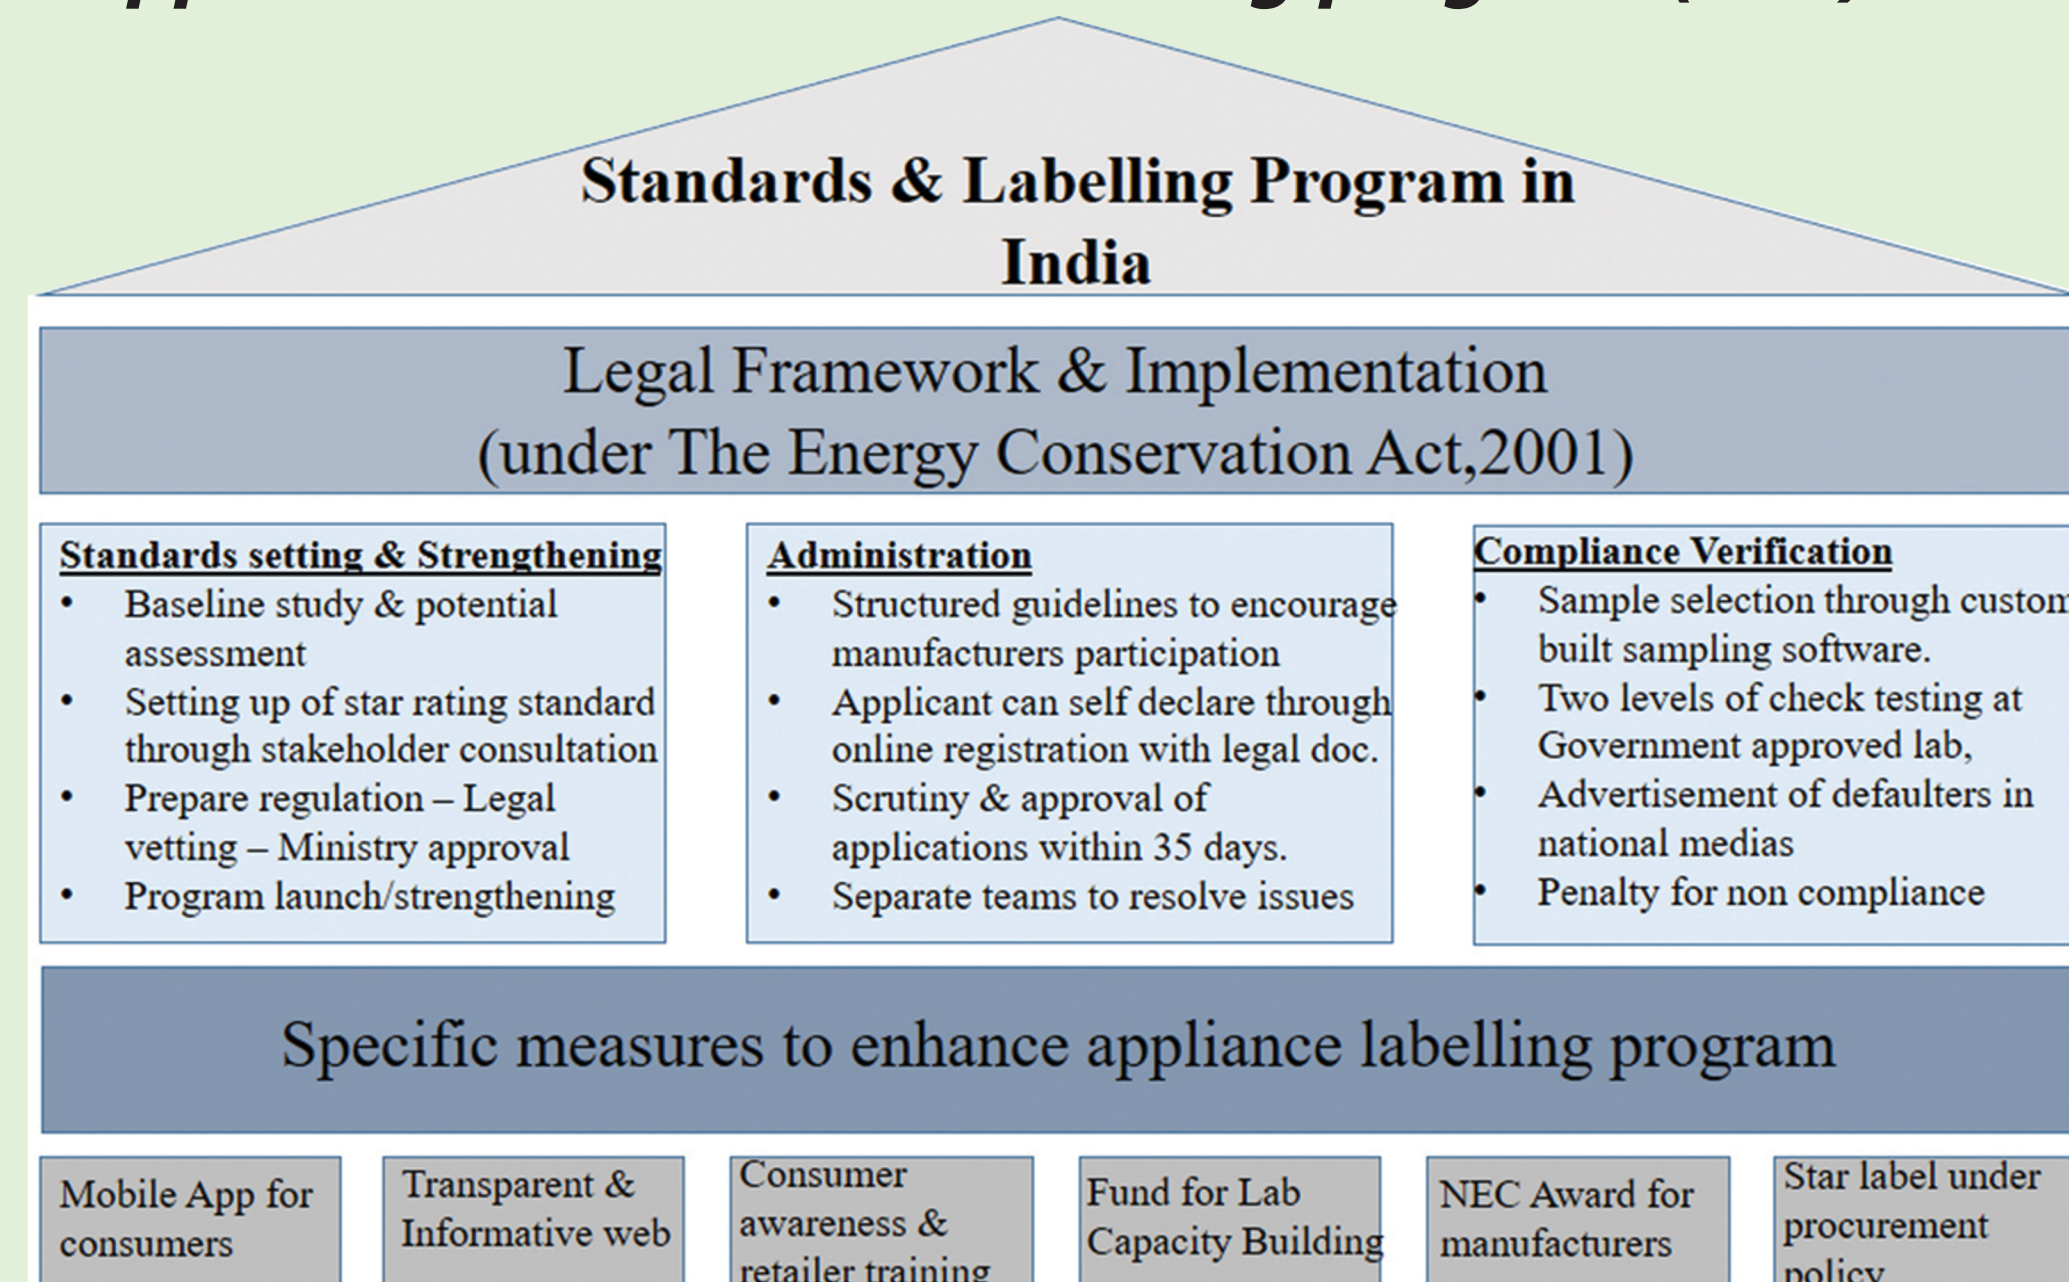 Standards & Labelling Program in
India
Legal Framework & Implementation
(under The Energy Conservation Act,2001)
Standards setting & Strengthening
• Baseline study & potential
assessment
• Setting up of star rating standard
through stakeholder consultation
• Prepare regulation – Legal
vetting – Ministry approval
• Program launch/strengthening
Administration
• Structured guidelines to encourage
manufacturers participation
• Applicant can self declare through
online registration with legal doc.
• Scrutiny & approval of
applications within 35 days.
• Separate teams to resolve issues
Compliance Verification
• Sample selection through custom
built sampling software.
• Two levels of check testing at
Government approved lab,
• Advertisement of defaulters in
national medias
• Penalty for non compliance
Specific measures to enhance appliance labelling program
Mobile App for
consumers
Transparent &
Informative web
Consumer
awareness &
retailer training
Fund for Lab
Capacity Building
NEC Award for
manufacturers
Star label under
procurement
policy